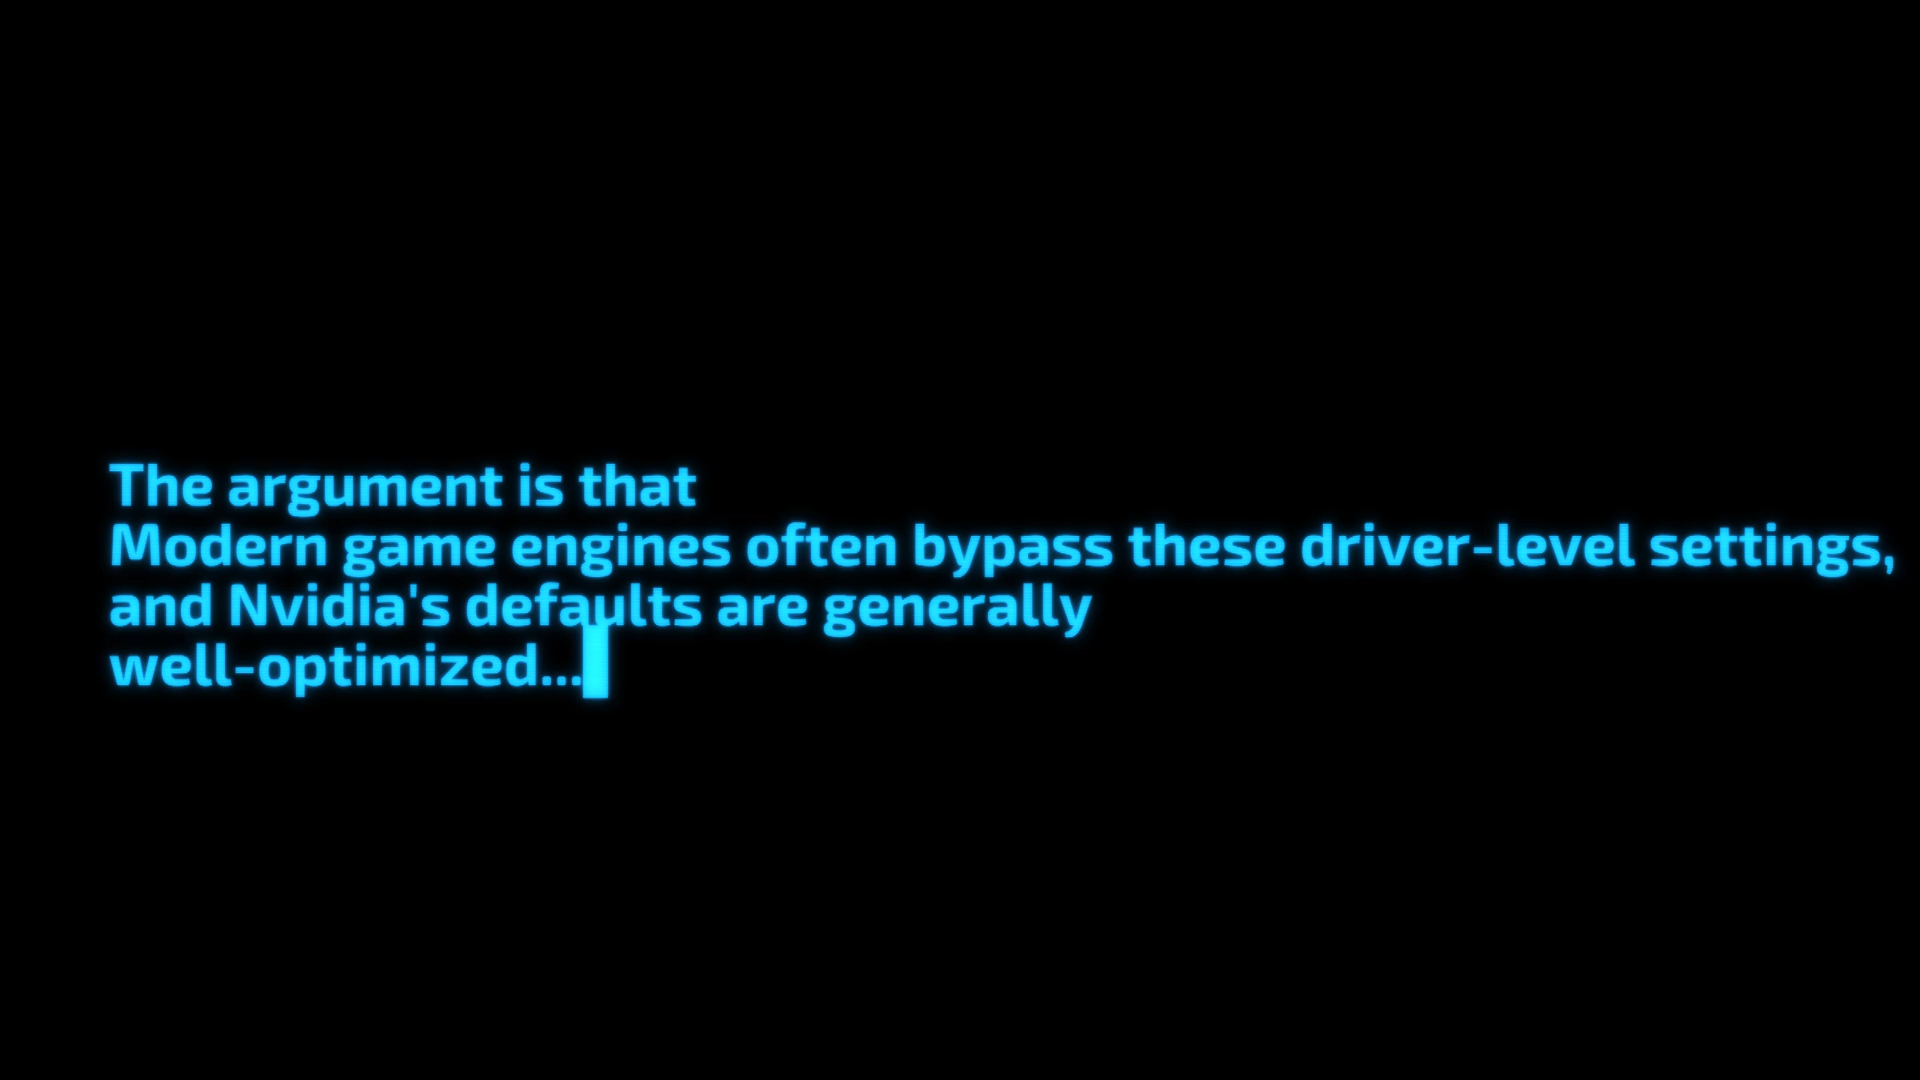 The argument is that
Modern game engines often bypass these driver-level settings,
and Nvidia's defaults are generally
well-optimized...